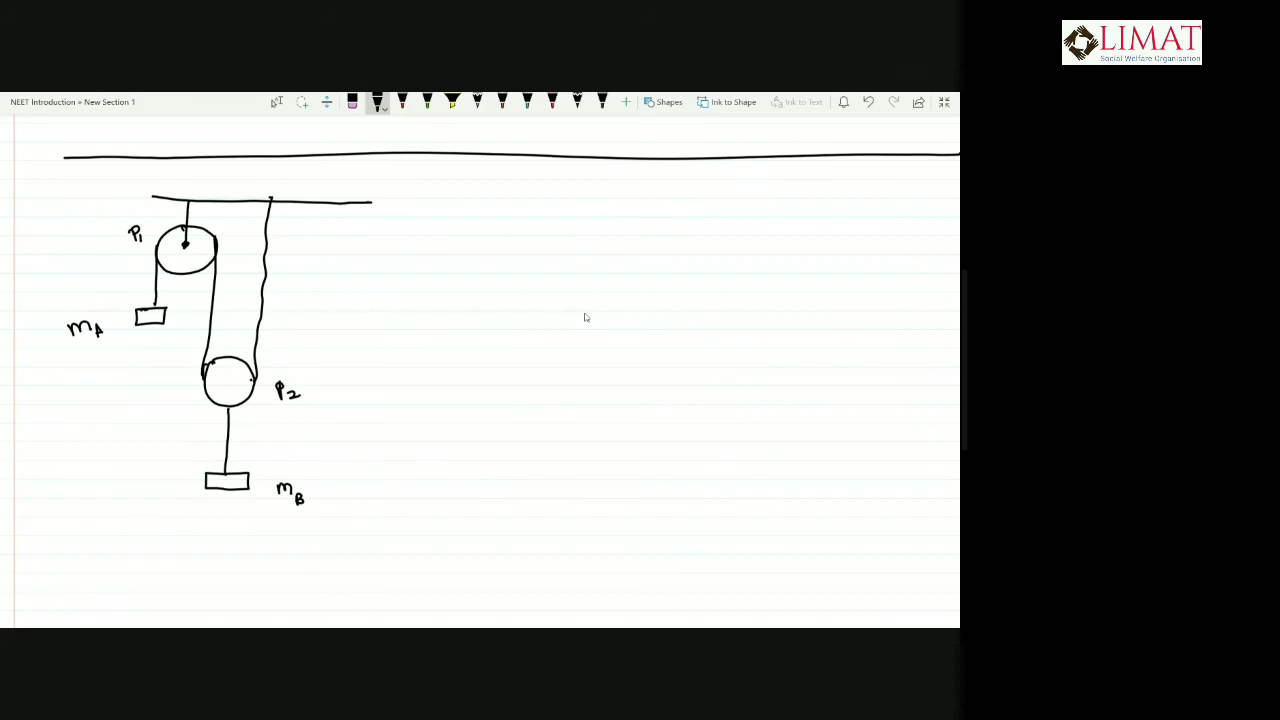 LIMAT
Social Welfare Organisation
NEET Introduction » New Section 1
Shapes
Ink to Shape
Ink to Text
P1
mA
P2
mB